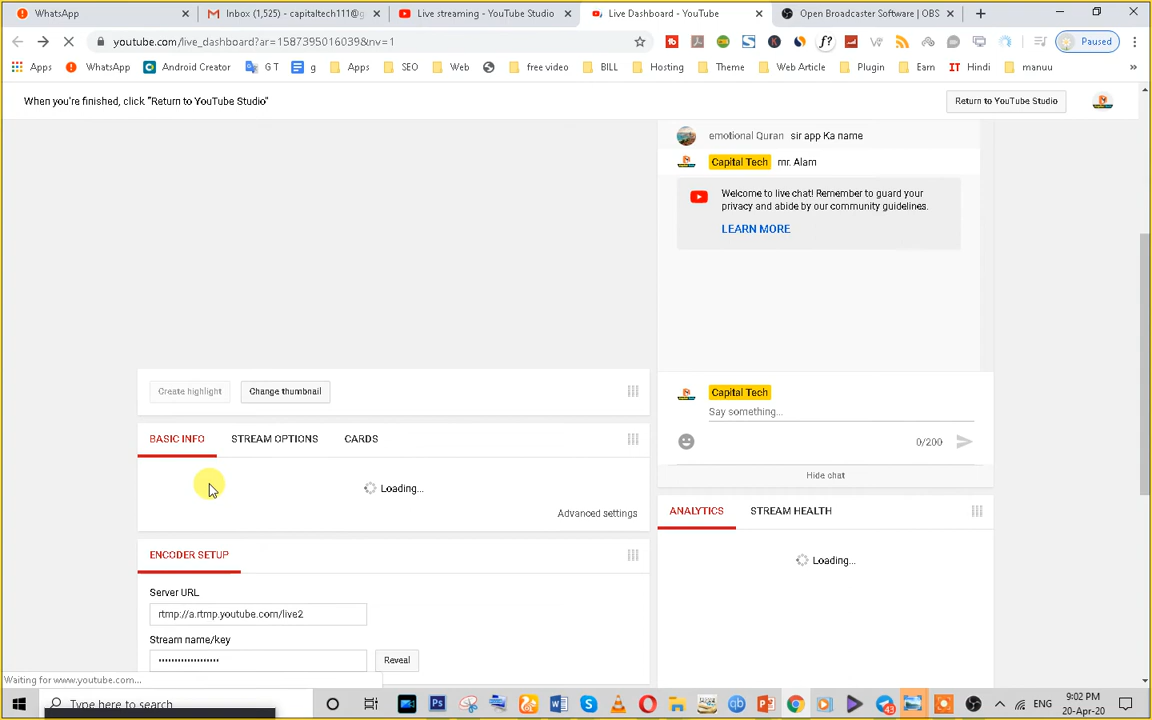 WhatsApp
Inbox (1,525) - capitaltech111@g
Live streaming - YouTube Studio
Live Dashboard - YouTube
Open Broadcaster Software | OBS
youtube.com/live_dashboard?ar=1587395016039&nv=1
Paused
Apps
WhatsApp
Android Creator
G T
g
Apps
SEO
Web
free video
BILL
Hosting
Theme
Web Article
Plugin
Earn
Hindi
manuu
When you're finished, click "Return to YouTube Studio"
Return to YouTube Studio
emotional Quran sir app Ka name
Capital Tech mr. Alam
Welcome to live chat! Remember to guard your
privacy and abide by our community guidelines.
LEARN MORE
Create highlight
Change thumbnail
Capital Tech
Say something...
0/200
Hide chat
BASIC INFO
STREAM OPTIONS
CARDS
Loading...
Advanced settings
ANALYTICS
STREAM HEALTH
Loading...
ENCODER SETUP
Server URL
rtmp://a.rtmp.youtube.com/live2
Stream name/key
••••••••••••••••••••
Reveal
Waiting for www.youtube.com...
Type here to search
ENG
9:02 PM
20-Apr-20